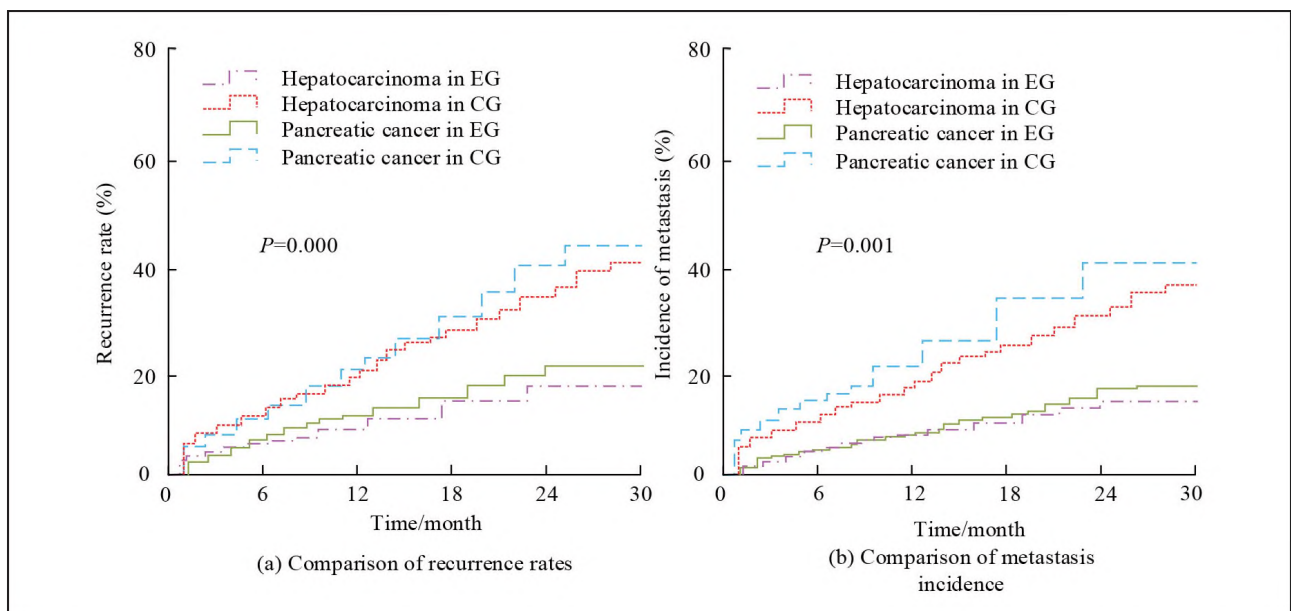 80
60
40
20
0
Recurrence rate (%)
Hepatocarcinoma in EG
Hepatocarcinoma in CG
Pancreatic cancer in EG
Pancreatic cancer in CG
P=0.000
0 6 12 18 24 30
Time/month
(a) Comparison of recurrence rates
80
60
40
20
0
Incidence of metastasis (%)
Hepatocarcinoma in EG
Hepatocarcinoma in CG
Pancreatic cancer in EG
Pancreatic cancer in CG
P=0.001
0 6 12 18 24 30
Time/month
(b) Comparison of metastasis
incidence